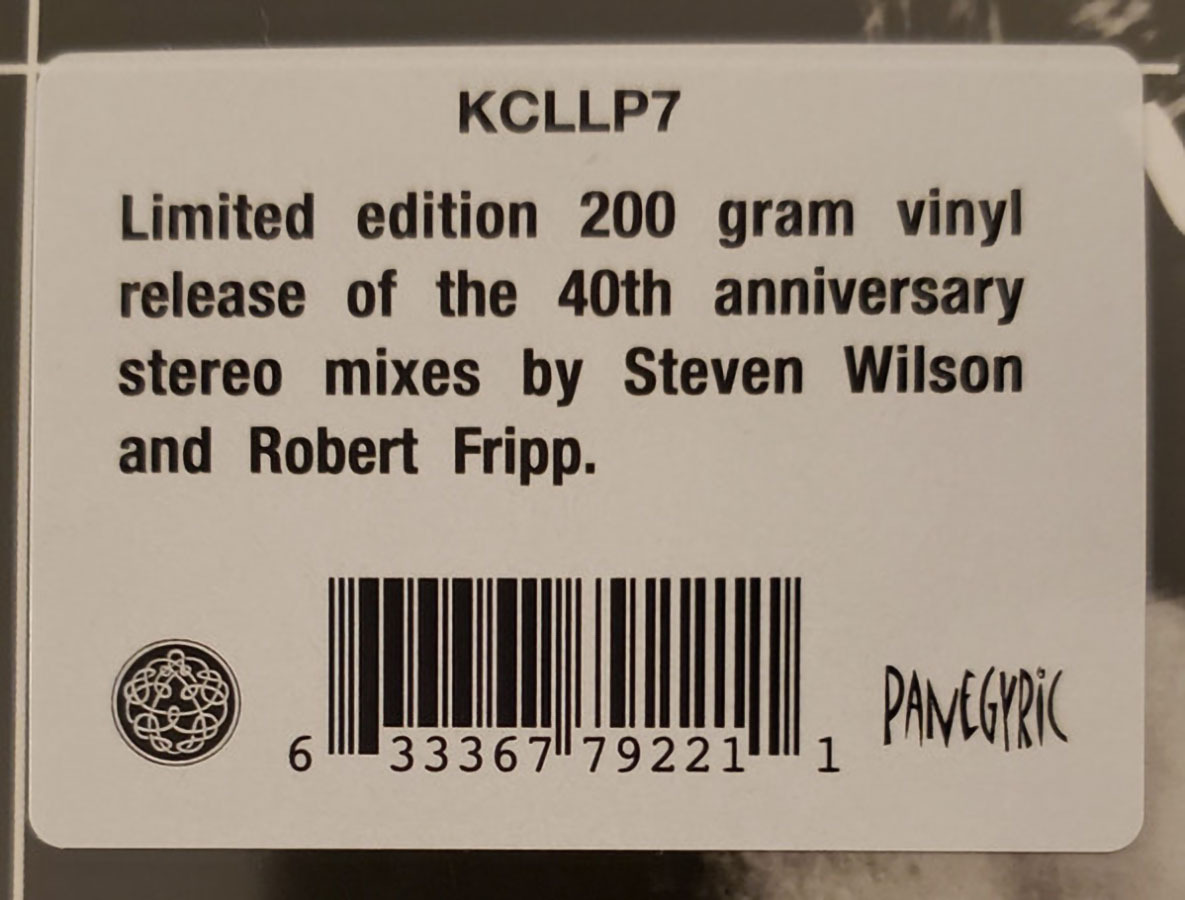 KCLLP7
Limited edition 200 gram vinyl
release of the 40th anniversary
stereo mixes by Steven Wilson
and Robert Fripp.
6 33367 79221 1
PANEGYRiC